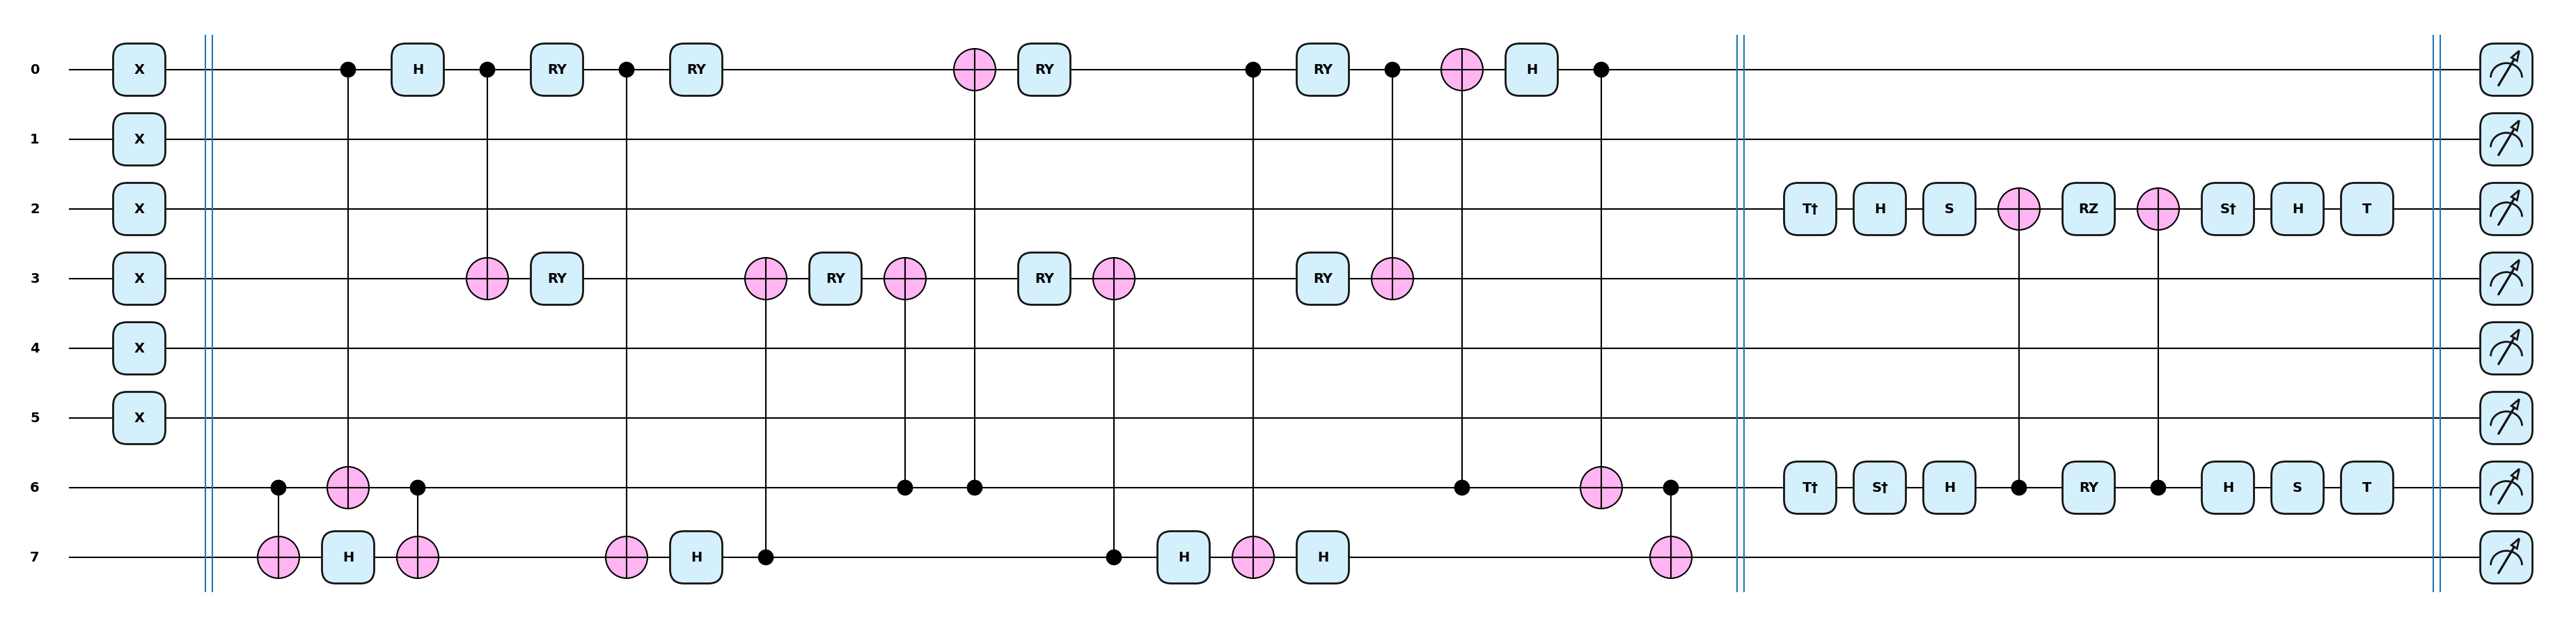 0 X H RY RY RY RY H
1 X
2 X T† H S RZ S† H T
3 X RY RY RY RY
4 X
5 X
6 T† S† H RY H S T
7 H H H H